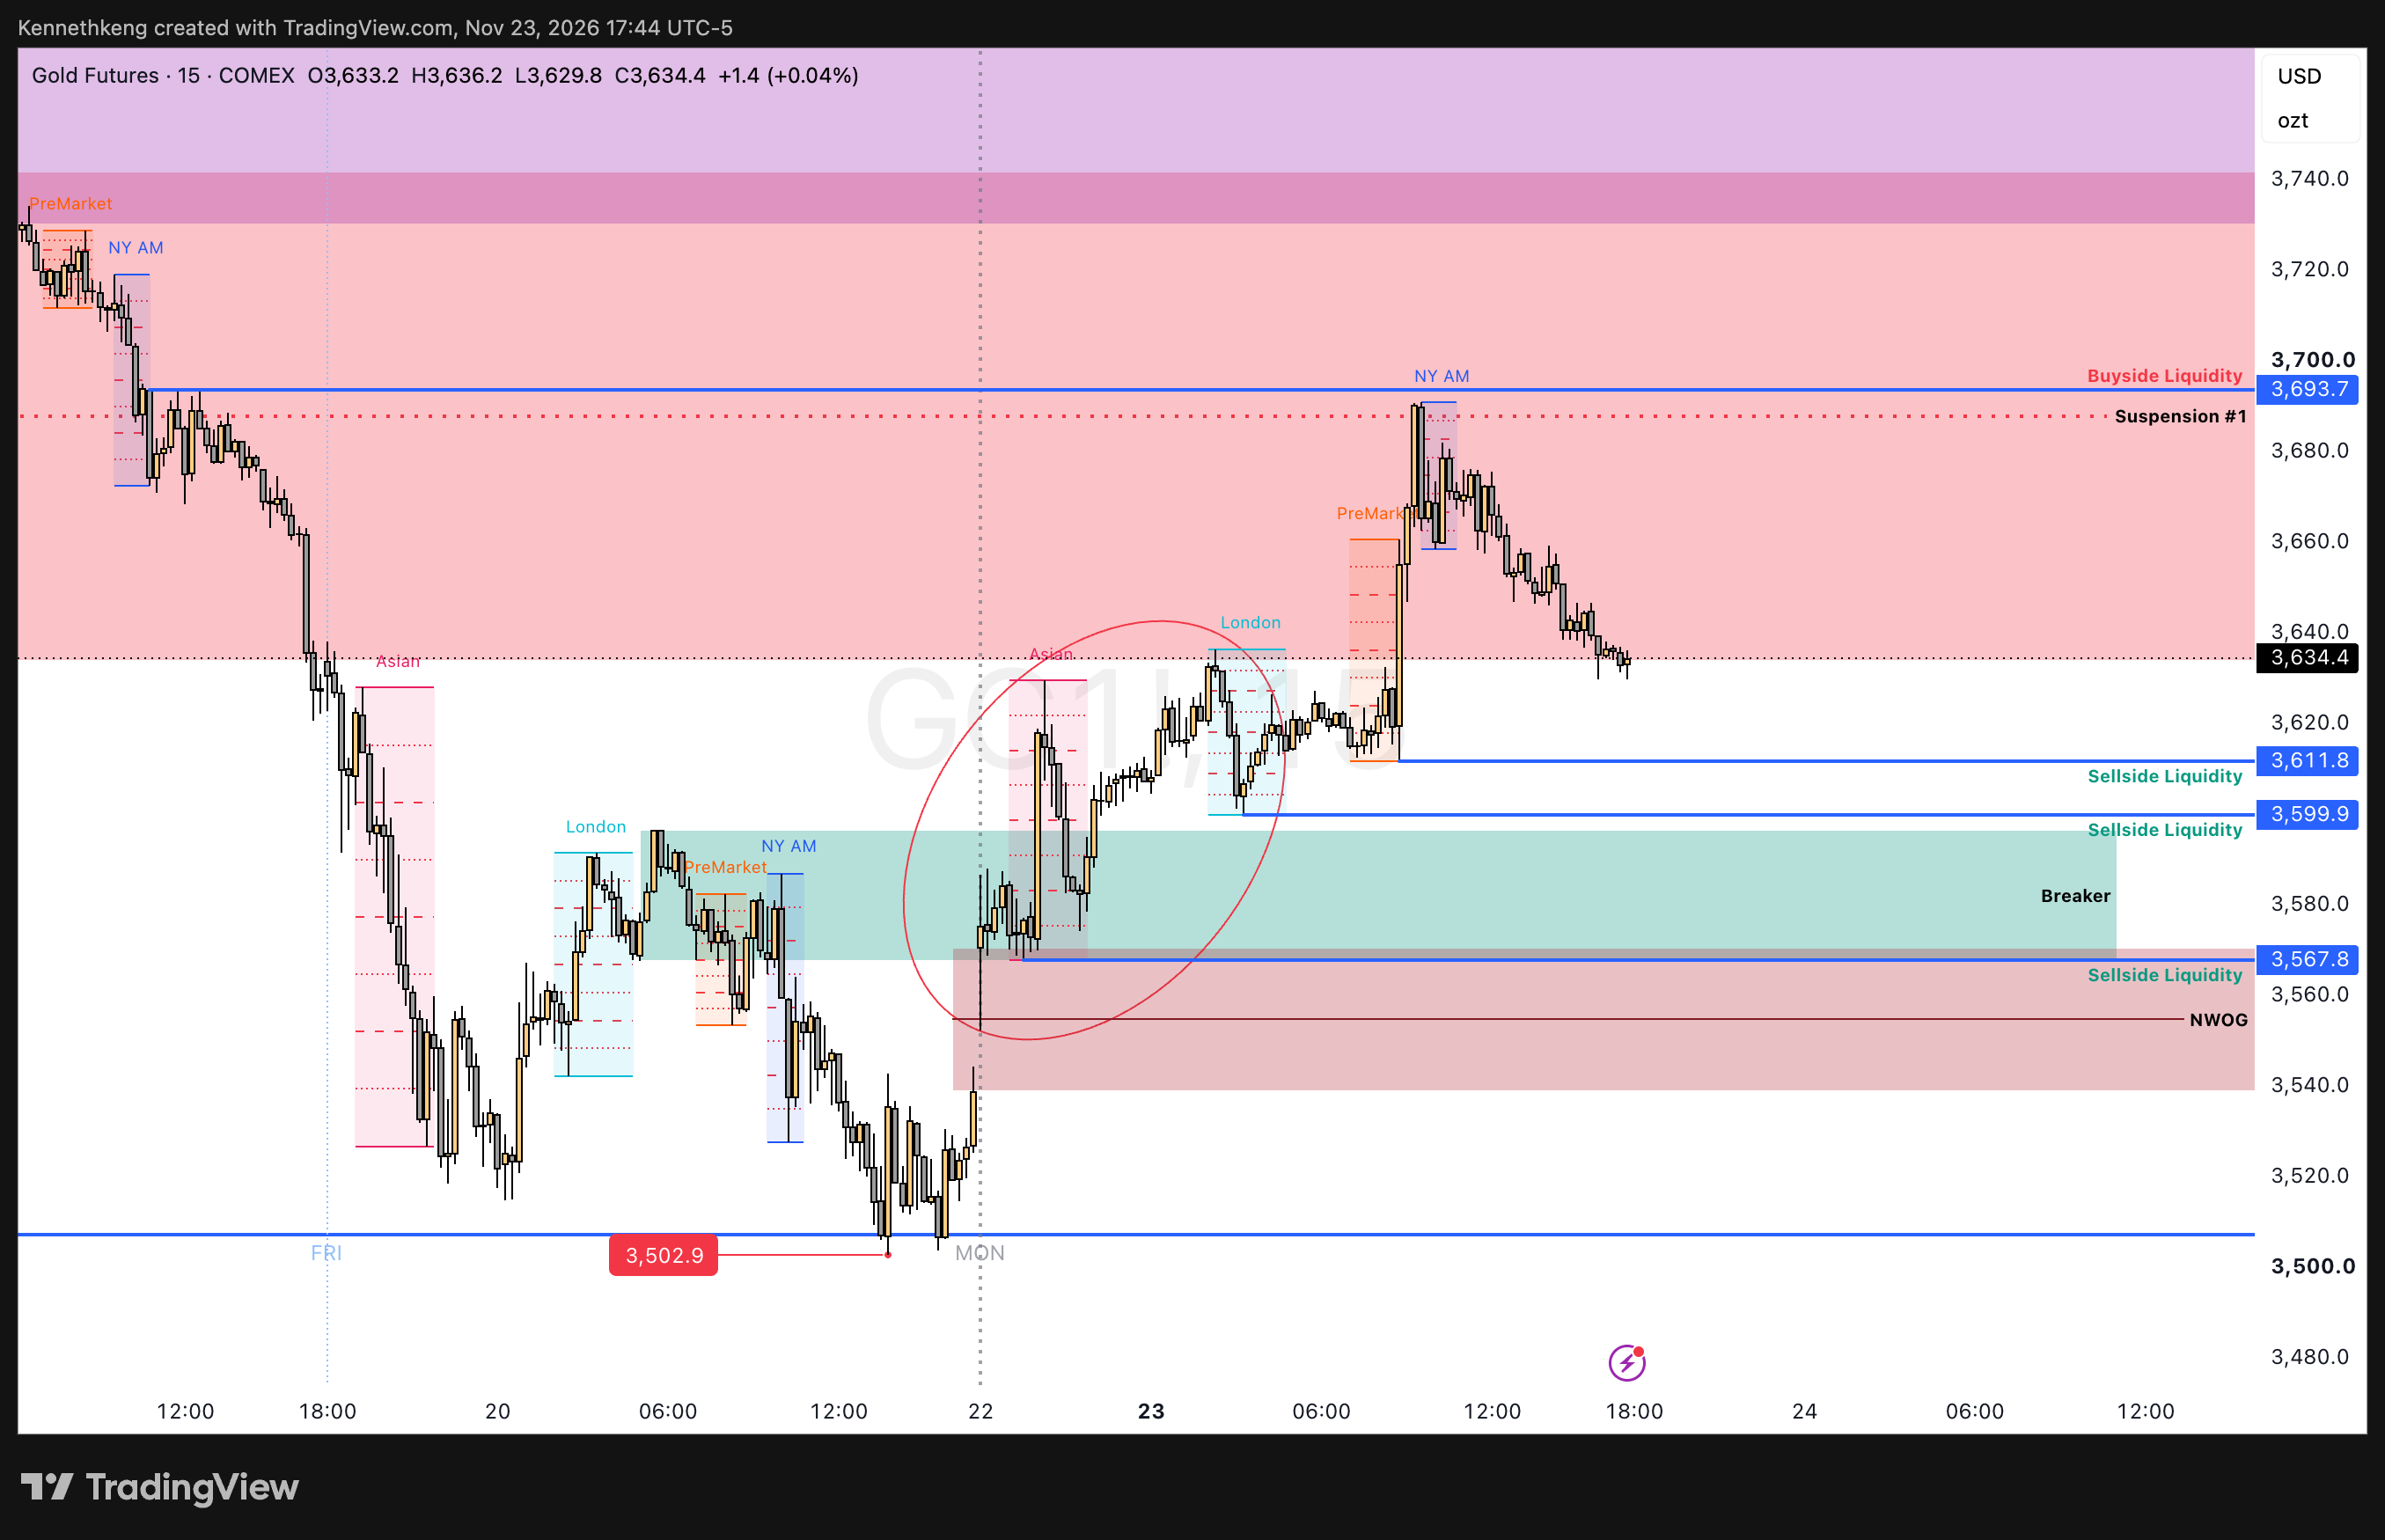 Kennethkeng created with TradingView.com, Nov 23, 2026 17:44 UTC-5
Gold Futures · 15 · COMEX O3,633.2 H3,636.2 L3,629.8 C3,634.4 +1.4 (+0.04%)
USD
ozt
3,740.0
PreMarket
NY AM
3,720.0
3,700.0
NY AM
Buyside Liquidity
3,693.7
Suspension #1
3,680.0
PreMarket
3,660.0
London
3,640.0
Asian
Asian
3,634.4
GC1!, 15
3,620.0
3,611.8
Sellside Liquidity
3,599.9
London
Sellside Liquidity
NY AM
PreMarket
Breaker
3,580.0
3,567.8
Sellside Liquidity
3,560.0
NWOG
3,540.0
3,520.0
FRI
3,502.9
MON
3,500.0
3,480.0
12:00
18:00
20
06:00
12:00
22
23
06:00
12:00
18:00
24
06:00
12:00
TradingView